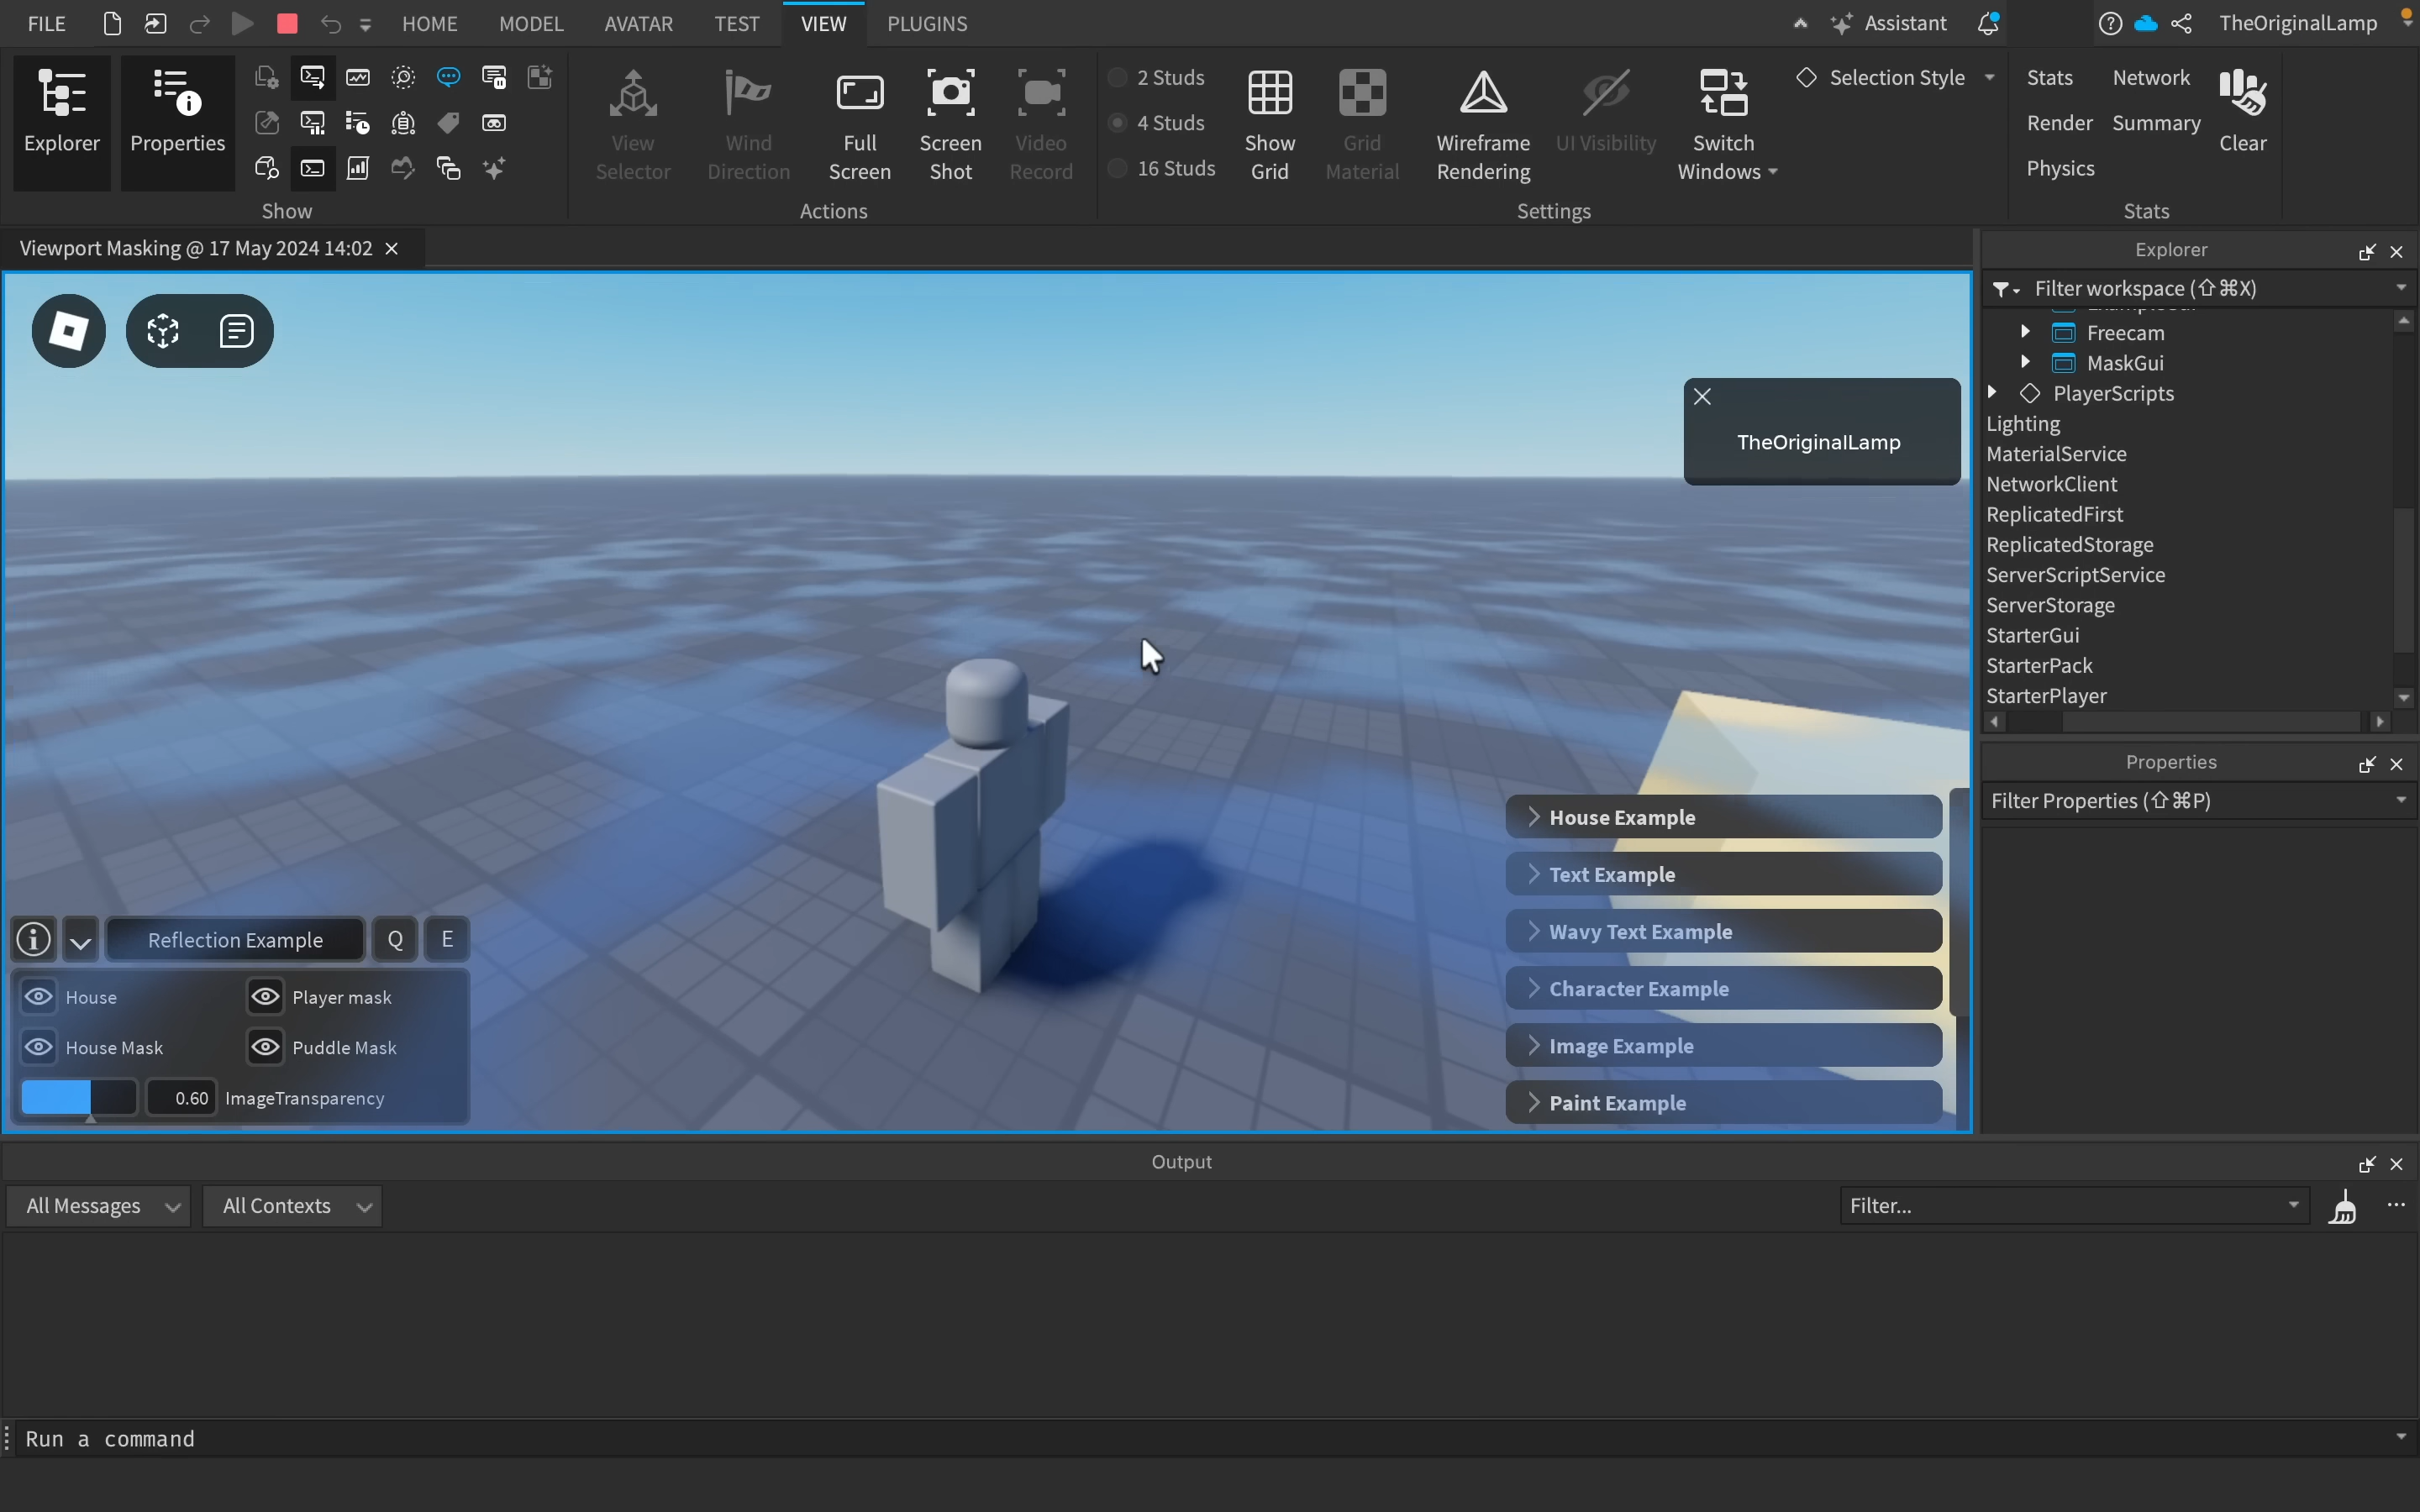 FILE
HOME
MODEL
AVATAR
TEST
VIEW
PLUGINS
Assistant
TheOriginalLamp
Explorer
Properties
Show
View
Selector
Wind
Direction
Full
Screen
Screen
Shot
Video
Record
Actions
2 Studs
4 Studs
16 Studs
Show
Grid
Grid
Material
Wireframe
Rendering
UI Visibility
Switch
Windows
Selection Style
Settings
Stats
Network
Render
Summary
Physics
Clear
Stats
Viewport Masking @ 17 May 2024 14:02
TheOriginalLamp
House Example
Text Example
Wavy Text Example
Character Example
Image Example
Paint Example
Reflection Example
Q
E
House
Player mask
House Mask
Puddle Mask
0.60
ImageTransparency
Explorer
Filter workspace (⇧⌘X)
Freecam
MaskGui
PlayerScripts
Lighting
MaterialService
NetworkClient
ReplicatedFirst
ReplicatedStorage
ServerScriptService
ServerStorage
StarterGui
StarterPack
StarterPlayer
Properties
Filter Properties (⇧⌘P)
Output
All Messages
All Contexts
Filter...
Run a command